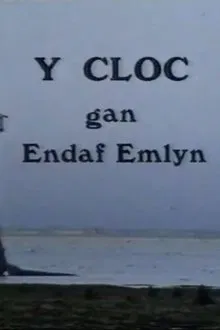 Y CLOC
gan
Endaf Emlyn